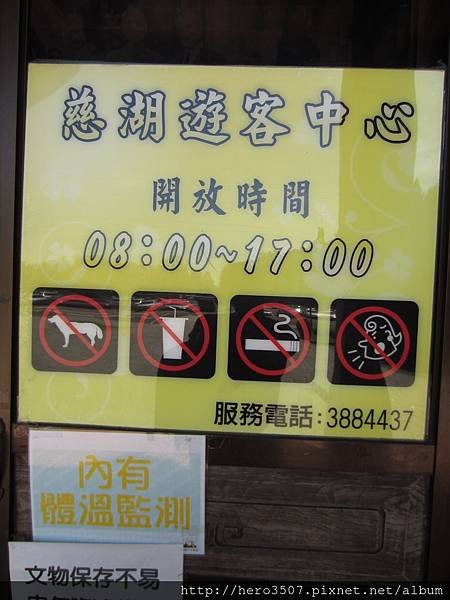 慈湖遊客中心
開放時間
08:00~17:00
服務電話:3884437
內有
體溫監測
文物保存不易
http://hero3507.pixnet.net/album